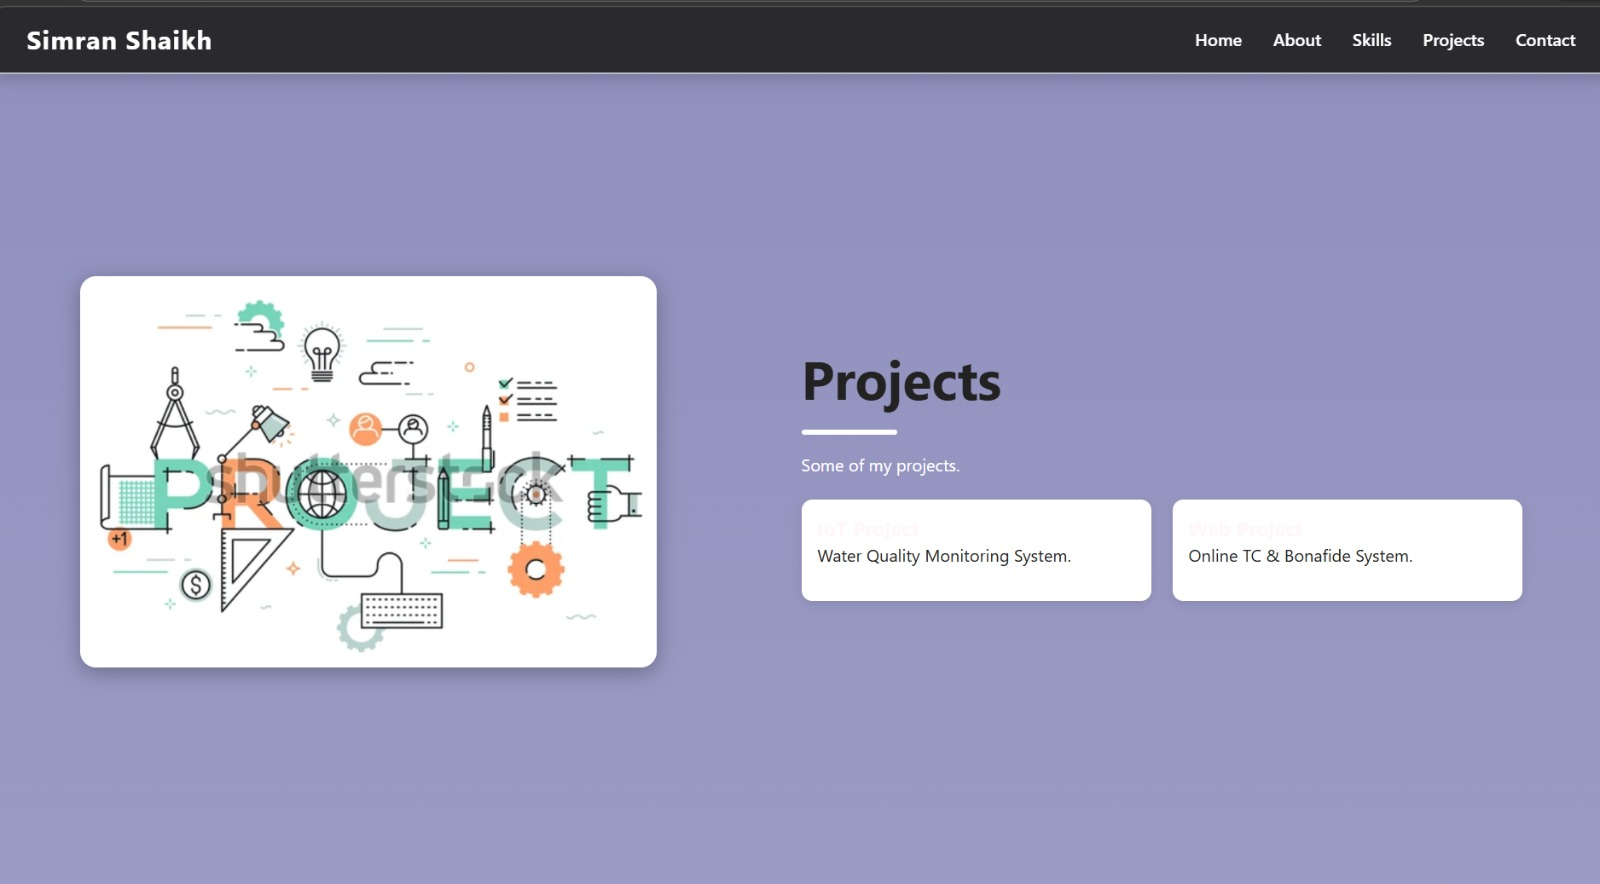 Simran Shaikh
Home About Skills Projects Contact
+1
$
PROJECT
shutterstock
Projects
Some of my projects.
IoT Project
Water Quality Monitoring System.
Web Project
Online TC & Bonafide System.